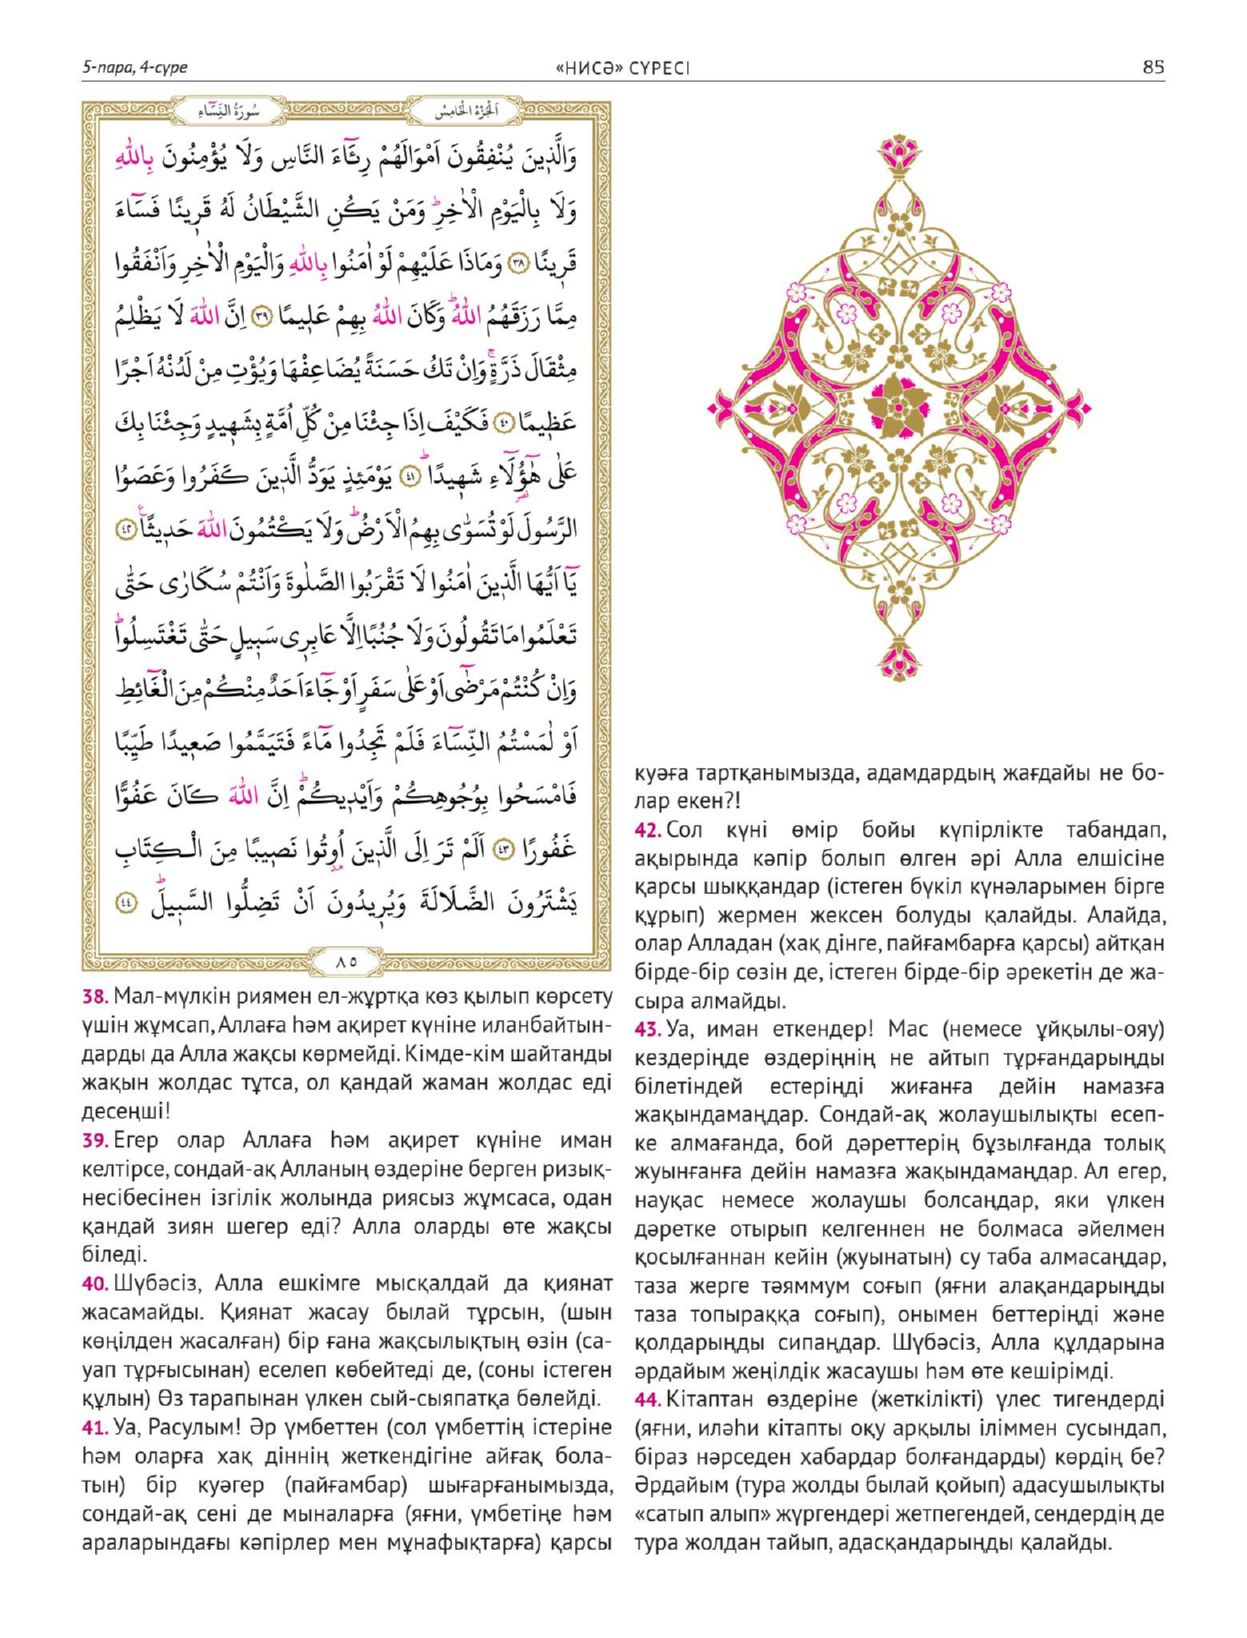 5-пара, 4-сүре
«НИСӘ» СҮРЕСІ
85
اَلْجُزْءُ الْخَامِسُ
سُورَةُ النِّسَٓاءِ
وَالَّذ۪ينَ يُنْفِقُونَ اَمْوَالَهُمْ رِئَٓاءَ النَّاسِ وَلَا يُؤْمِنُونَ بِاللّٰهِ
وَلَا بِالْيَوْمِ الْاٰخِرِۜ وَمَنْ يَكُنِ الشَّيْطَانُ لَهُ قَر۪ينًا فَسَٓاءَ
قَر۪ينًا ﴿٣٨﴾ وَمَاذَا عَلَيْهِمْ لَوْ اٰمَنُوا بِاللّٰهِ وَالْيَوْمِ الْاٰخِرِ وَاَنْفَقُوا
مِمَّا رَزَقَهُمُ اللّٰهُۜ وَكَانَ اللّٰهُ بِهِمْ عَل۪يمًا ﴿٣٩﴾ اِنَّ اللّٰهَ لَا يَظْلِمُ
مِثْقَالَ ذَرَّةٍۚ وَاِنْ تَكُ حَسَنَةً يُضَاعِفْهَا وَيُؤْتِ مِنْ لَدُنْهُ اَجْرًا
عَظ۪يمًا ﴿٤٠﴾ فَكَيْفَ اِذَا جِئْنَا مِنْ كُلِّ اُمَّةٍ بِشَه۪يدٍ وَجِئْنَا بِكَ
عَلٰى هٰٓؤُ۬لَٓاءِ شَه۪يدًاۜ ﴿٤١﴾ يَوْمَئِذٍ يَوَدُّ الَّذ۪ينَ كَفَرُوا وَعَصَوُا
الرَّسُولَ لَوْ تُسَوّٰى بِهِمُ الْاَرْضُۜ وَلَا يَكْتُمُونَ اللّٰهَ حَد۪يثًا۟ ﴿٤٢﴾
يَٓا اَيُّهَا الَّذ۪ينَ اٰمَنُوا لَا تَقْرَبُوا الصَّلٰوةَ وَاَنْتُمْ سُكَارٰى حَتّٰى
تَعْلَمُوا مَا تَقُولُونَ وَلَا جُنُبًا اِلَّا عَابِر۪ي سَب۪يلٍ حَتّٰى تَغْتَسِلُواۜ
وَاِنْ كُنْتُمْ مَرْضٰٓى اَوْ عَلٰى سَفَرٍ اَوْ جَٓاءَ اَحَدٌ مِنْكُمْ مِنَ الْغَٓائِطِ
اَوْ لٰمَسْتُمُ النِّسَٓاءَ فَلَمْ تَجِدُوا مَٓاءً فَتَيَمَّمُوا صَع۪يدًا طَيِّبًا
فَامْسَحُوا بِوُجُوهِكُمْ وَاَيْد۪يكُمْۜ اِنَّ اللّٰهَ كَانَ عَفُوًّا
غَفُورًا ﴿٤٣﴾ اَلَمْ تَرَ اِلَى الَّذ۪ينَ اُو۫تُوا نَص۪يبًا مِنَ الْكِتَابِ
يَشْتَرُونَ الضَّلَالَةَ وَيُر۪يدُونَ اَنْ تَضِلُّوا السَّب۪يلَۜ ﴿٤٤﴾
٨٥
38. Мал-мүлкін риямен ел-жұртқа көз қылып көрсету
үшін жұмсап, Аллаға һәм ақирет күніне иланбайтын-
дарды да Алла жақсы көрмейді. Кімде-кім шайтанды
жақын жолдас тұтса, ол қандай жаман жолдас еді
десеңші!
39. Егер олар Аллаға һәм ақирет күніне иман
келтірсе, сондай-ақ Алланың өздеріне берген ризық-
несібесінен ізгілік жолында риясыз жұмсаса, одан
қандай зиян шегер еді? Алла оларды өте жақсы
біледі.
40. Шүбәсіз, Алла ешкімге мысқалдай да қиянат
жасамайды. Қиянат жасау былай тұрсын, (шын
көңілден жасалған) бір ғана жақсылықтың өзін (са-
уап тұрғысынан) еселеп көбейтеді де, (соны істеген
құлын) Өз тарапынан үлкен сый-сыяпатқа бөлейді.
41. Уа, Расулым! Әр үмбеттен (сол үмбеттің істеріне
һәм оларға хақ діннің жеткендігіне айғақ бола-
тын) бір куәгер (пайғамбар) шығарғанымызда,
сондай-ақ сені де мыналарға (яғни, үмбетіңе һәм
араларындағы кәпірлер мен мұнафықтарға) қарсы
куәға тартқанымызда, адамдардың жағдайы не бо-
лар екен?!
42. Сол күні өмір бойы күпірлікте табандап,
ақырында кәпір болып өлген әрі Алла елшісіне
қарсы шыққандар (істеген бүкіл күнәларымен бірге
құрып) жермен жексен болуды қалайды. Алайда,
олар Алладан (хақ дінге, пайғамбарға қарсы) айтқан
бірде-бір сөзін де, істеген бірде-бір әрекетін де жа-
сыра алмайды.
43. Уа, иман еткендер! Мас (немесе ұйқылы-ояу)
кездеріңде өздеріңнің не айтып тұрғандарыңды
білетіндей естеріңді жиғанға дейін намазға
жақындамаңдар. Сондай-ақ жолаушылықты есеп-
ке алмағанда, бой дәреттерің бұзылғанда толық
жуынғанға дейін намазға жақындамаңдар. Ал егер,
науқас немесе жолаушы болсаңдар, яки үлкен
дәретке отырып келгеннен не болмаса әйелмен
қосылғаннан кейін (жуынатын) су таба алмасаңдар,
таза жерге тәяммум соғып (яғни алақандарыңды
таза топыраққа соғып), онымен беттеріңді және
қолдарыңды сипаңдар. Шүбәсіз, Алла құлдарына
әрдайым жеңілдік жасаушы һәм өте кешірімді.
44. Кітаптан өздеріне (жеткілікті) үлес тигендерді
(яғни, иләһи кітапты оқу арқылы іліммен сусындап,
біраз нәрседен хабардар болғандарды) көрдің бе?
Әрдайым (тура жолды былай қойып) адасушылықты
«сатып алып» жүргендері жетпегендей, сендердің де
тура жолдан тайып, адасқандарыңды қалайды.